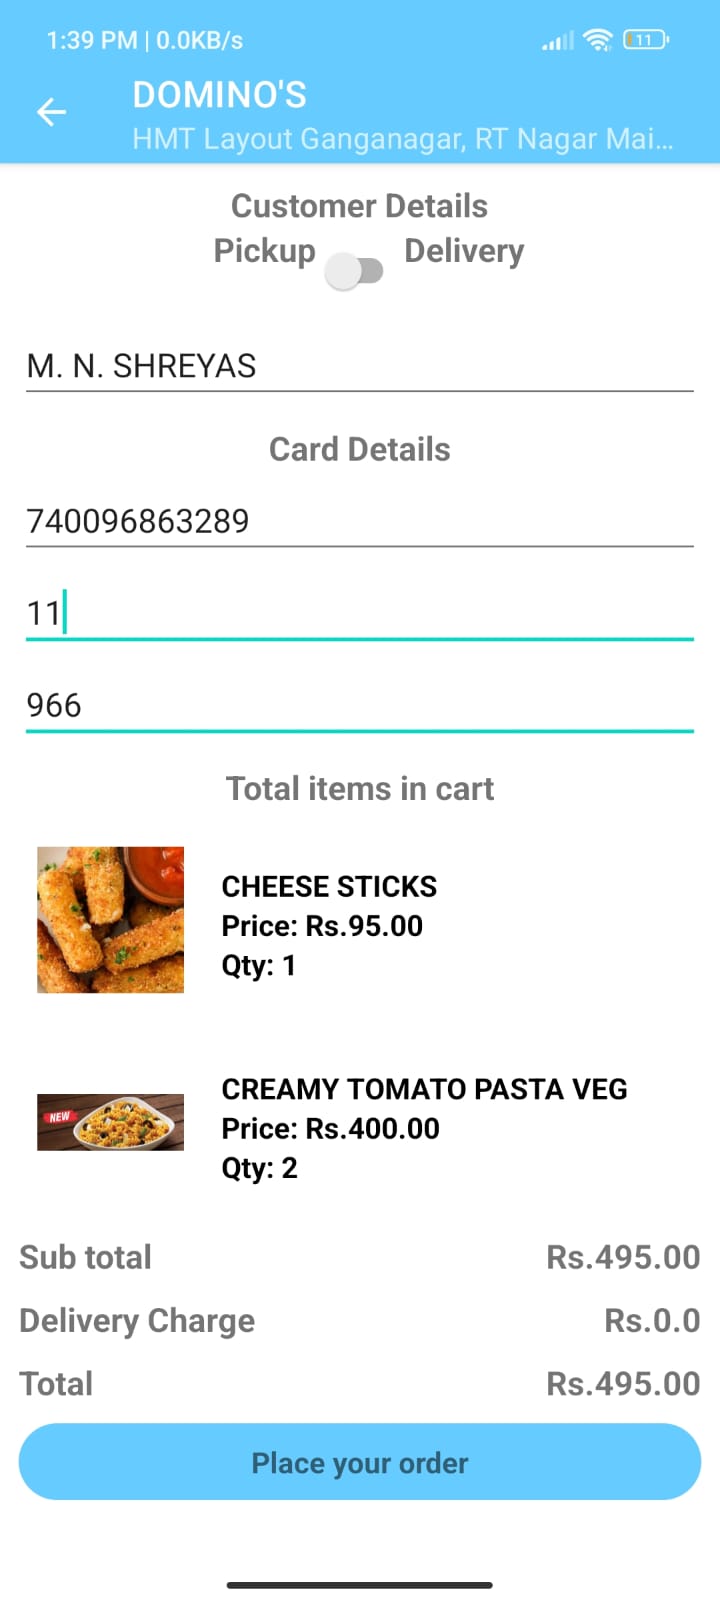 1:39 PM | 0.0KB/s
11
DOMINO'S
HMT Layout Ganganagar, RT Nagar Mai...
Customer Details
Pickup Delivery
M. N. SHREYAS
Card Details
740096863289
11
966
Total items in cart
CHEESE STICKS
Price: Rs.95.00
Qty: 1
NEW
CREAMY TOMATO PASTA VEG
Price: Rs.400.00
Qty: 2
Sub total Rs.495.00
Delivery Charge Rs.0.0
Total Rs.495.00
Place your order